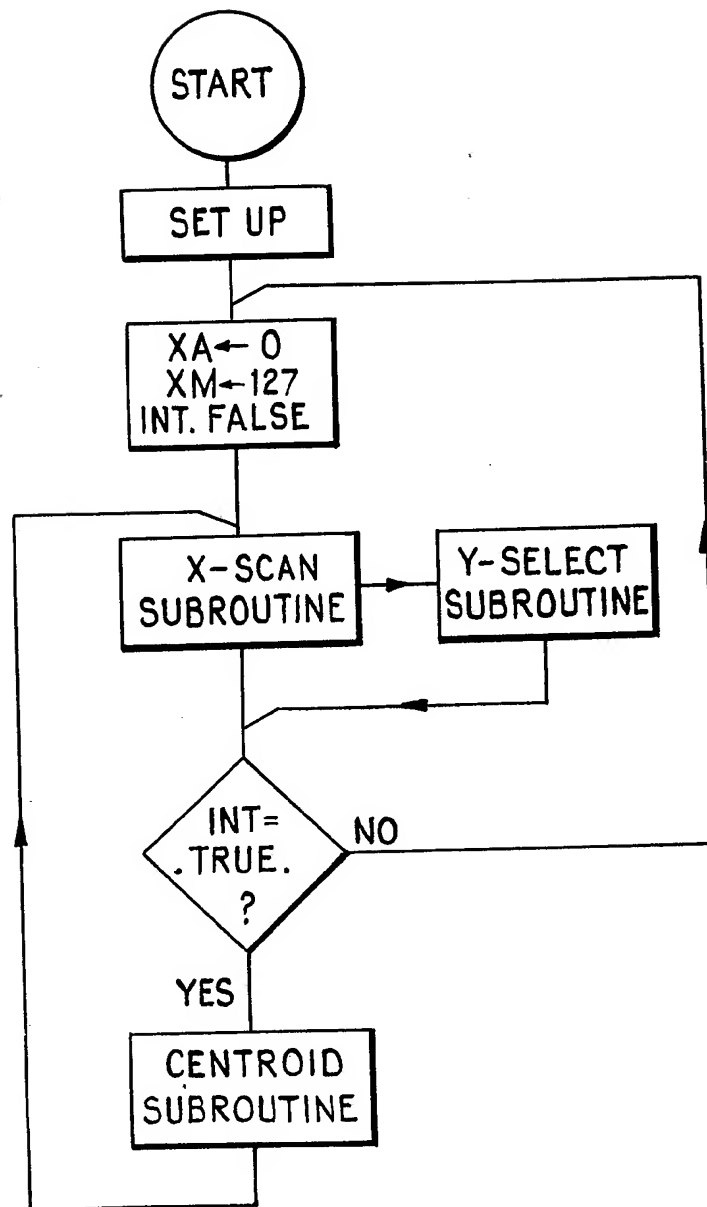 START
SET UP
XA← 0
XM←127
INT. FALSE
X-SCAN
SUBROUTINE
Y-SELECT
SUBROUTINE
INT=
.TRUE.
?
NO
YES
CENTROID
SUBROUTINE